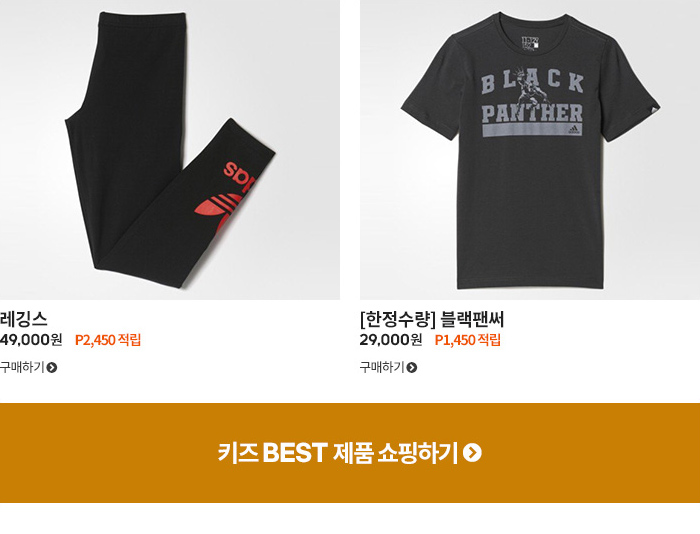 das
BLACK
PANTHER
adidas
레깅스
49,000원 P2,450 적립
구매하기
[한정수량] 블랙팬써
29,000원 P1,450 적립
구매하기
키즈 BEST 제품 쇼핑하기